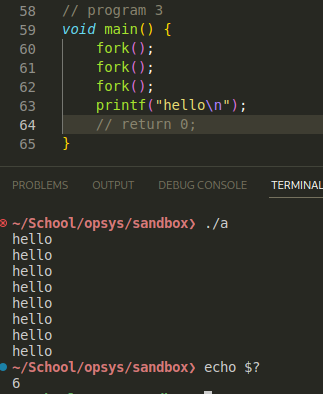 58 // program 3
59 void main() {
60 fork();
61 fork();
62 fork();
63 printf("hello\n");
64 // return 0;
65 }
PROBLEMS OUTPUT DEBUG CONSOLE TERMINAL
~/School/opsys/sandbox❯ ./a
hello
hello
hello
hello
hello
hello
hello
hello
~/School/opsys/sandbox❯ echo $?
6